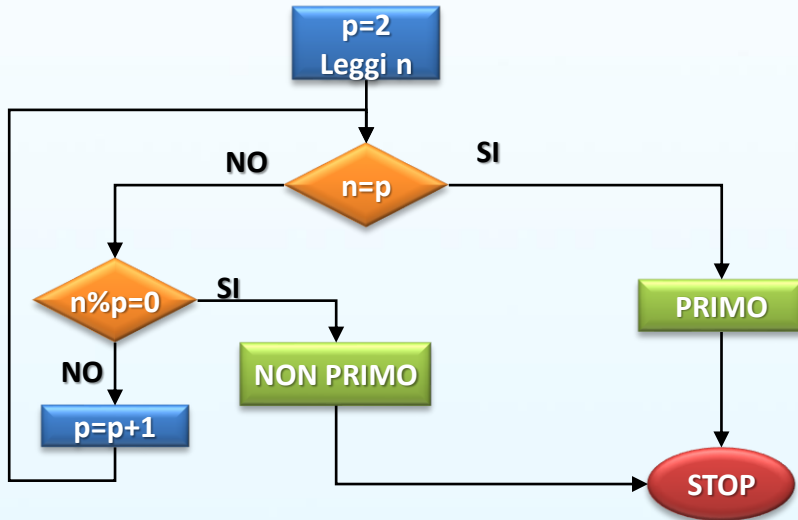 p=2
Leggi n
NO
SI
n=p
n%p=0
SI
PRIMO
NO
NON PRIMO
p=p+1
STOP